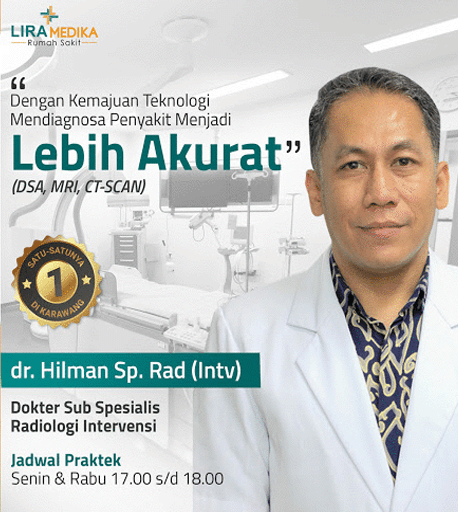 LIRA MEDIKA
Rumah Sakit
“
Dengan Kemajuan Teknologi
Mendiagnosa Penyakit Menjadi
Lebih Akurat”
(DSA, MRI, CT-SCAN)
SATU-SATUNYA
1
DI KARAWANG
dr. Hilman Sp. Rad (Intv)
Dokter Sub Spesialis
Radiologi Intervensi
Jadwal Praktek
Senin & Rabu 17.00 s/d 18.00